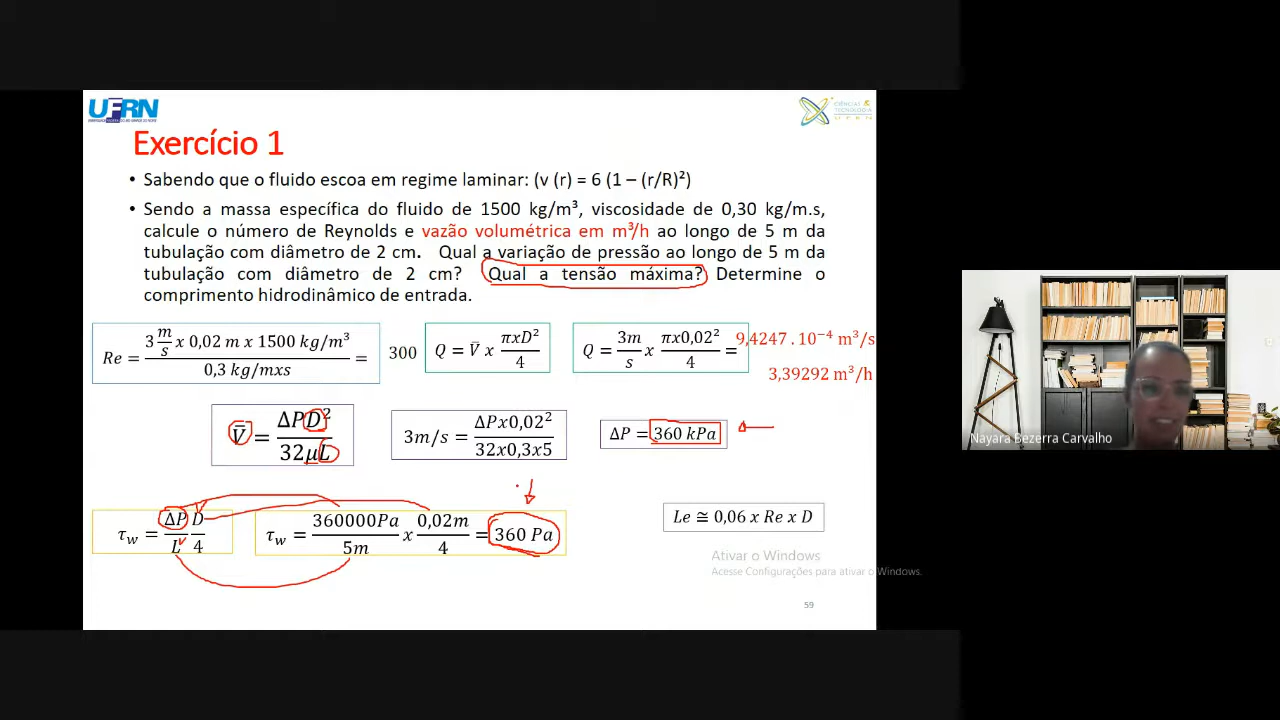 UFRN
CIÊNCIAS &
TECNOLOGIA
UFRN
Exercício 1
• Sabendo que o fluido escoa em regime laminar: (v (r) = 6 (1 – (r/R)²)
• Sendo a massa específica do fluido de 1500 kg/m³, viscosidade de 0,30 kg/m.s,
calcule o número de Reynolds e vazão volumétrica em m³/h ao longo de 5 m da
tubulação com diâmetro de 2 cm. Qual a variação de pressão ao longo de 5 m da
tubulação com diâmetro de 2 cm? Qual a tensão máxima? Determine o
comprimento hidrodinâmico de entrada.
Re = (3 m/s x 0,02 m x 1500 kg/m³) / (0,3 kg/mxs) = 300
Q = V̄ x πxD²/4
Q = 3m/s x πx0,02²/4 = 9,4247 . 10⁻⁴ m³/s
3,39292 m³/h
V̄ = ΔPD²/32μL
3m/s = ΔPx0,02²/32x0,3x5
ΔP = 360 kPa
τw = ΔP/L D/4
τw = 360000Pa/5m x 0,02m/4 = 360 Pa
Le ≅ 0,06 x Re x D
Ativar o Windows
Acesse Configurações para ativar o Windows.
59
Nayara Bezerra Carvalho